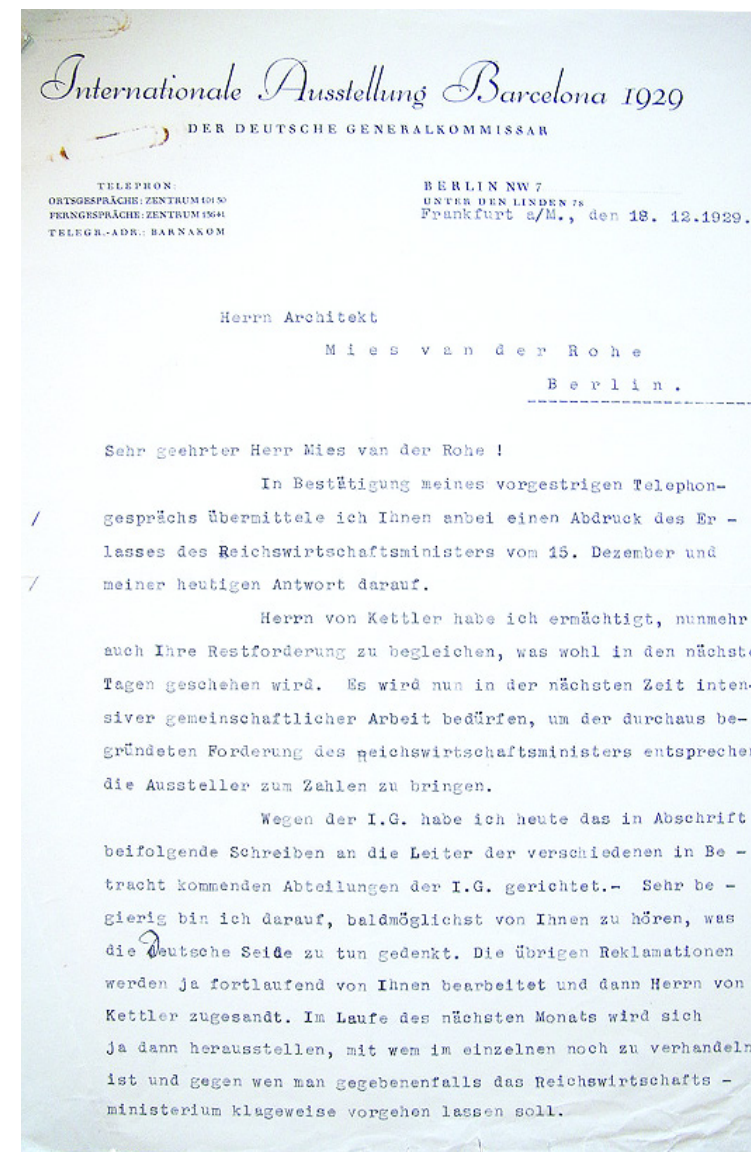 Internationale Ausstellung Barcelona 1929
DER DEUTSCHE GENERALKOMMISSAR
TELEPHON:
ORTSGESPRÄCHE: ZENTRUM 10150
FERNGESPRÄCHE: ZENTRUM 15641
TELEGR.-ADR.: BARNAKOM
BERLIN NW 7
UNTER DEN LINDEN 78
Frankfurt a/M., den 18. 12.1929.
Herrn Architekt
Mies van der Rohe
Berlin.
Sehr geehrter Herr Mies van der Rohe !
In Bestätigung meines vorgestrigen Telephon-
gesprächs übermittele ich Ihnen anbei einen Abdruck des Er -
lasses des Reichswirtschaftsministers vom 15. Dezember und
meiner heutigen Antwort darauf.
Herrn von Kettler habe ich ermächtigt, nunmehr
auch Ihre Restforderung zu begleichen, was wohl in den nächste
Tagen geschehen wird. Es wird nun in der nächsten Zeit inten-
siver gemeinschaftlicher Arbeit bedürfen, um der durchaus be-
gründeten Forderung des Reichswirtschaftsministers entsprechen
die Aussteller zum Zahlen zu bringen.
Wegen der I.G. habe ich heute das in Abschrift
beifolgende Schreiben an die Leiter der verschiedenen in Be -
tracht kommenden Abteilungen der I.G. gerichtet.- Sehr be -
gierig bin ich darauf, baldmöglichst von Ihnen zu hören, was
die Deutsche Seide zu tun gedenkt. Die übrigen Reklamationen
werden ja fortlaufend von Ihnen bearbeitet und dann Herrn von
Kettler zugesandt. Im Laufe des nächsten Monats wird sich
ja dann herausstellen, mit wem im einzelnen noch zu verhandeln
ist und gegen wen man gegebenenfalls das Reichswirtschafts -
ministerium klageweise vorgehen lassen soll.